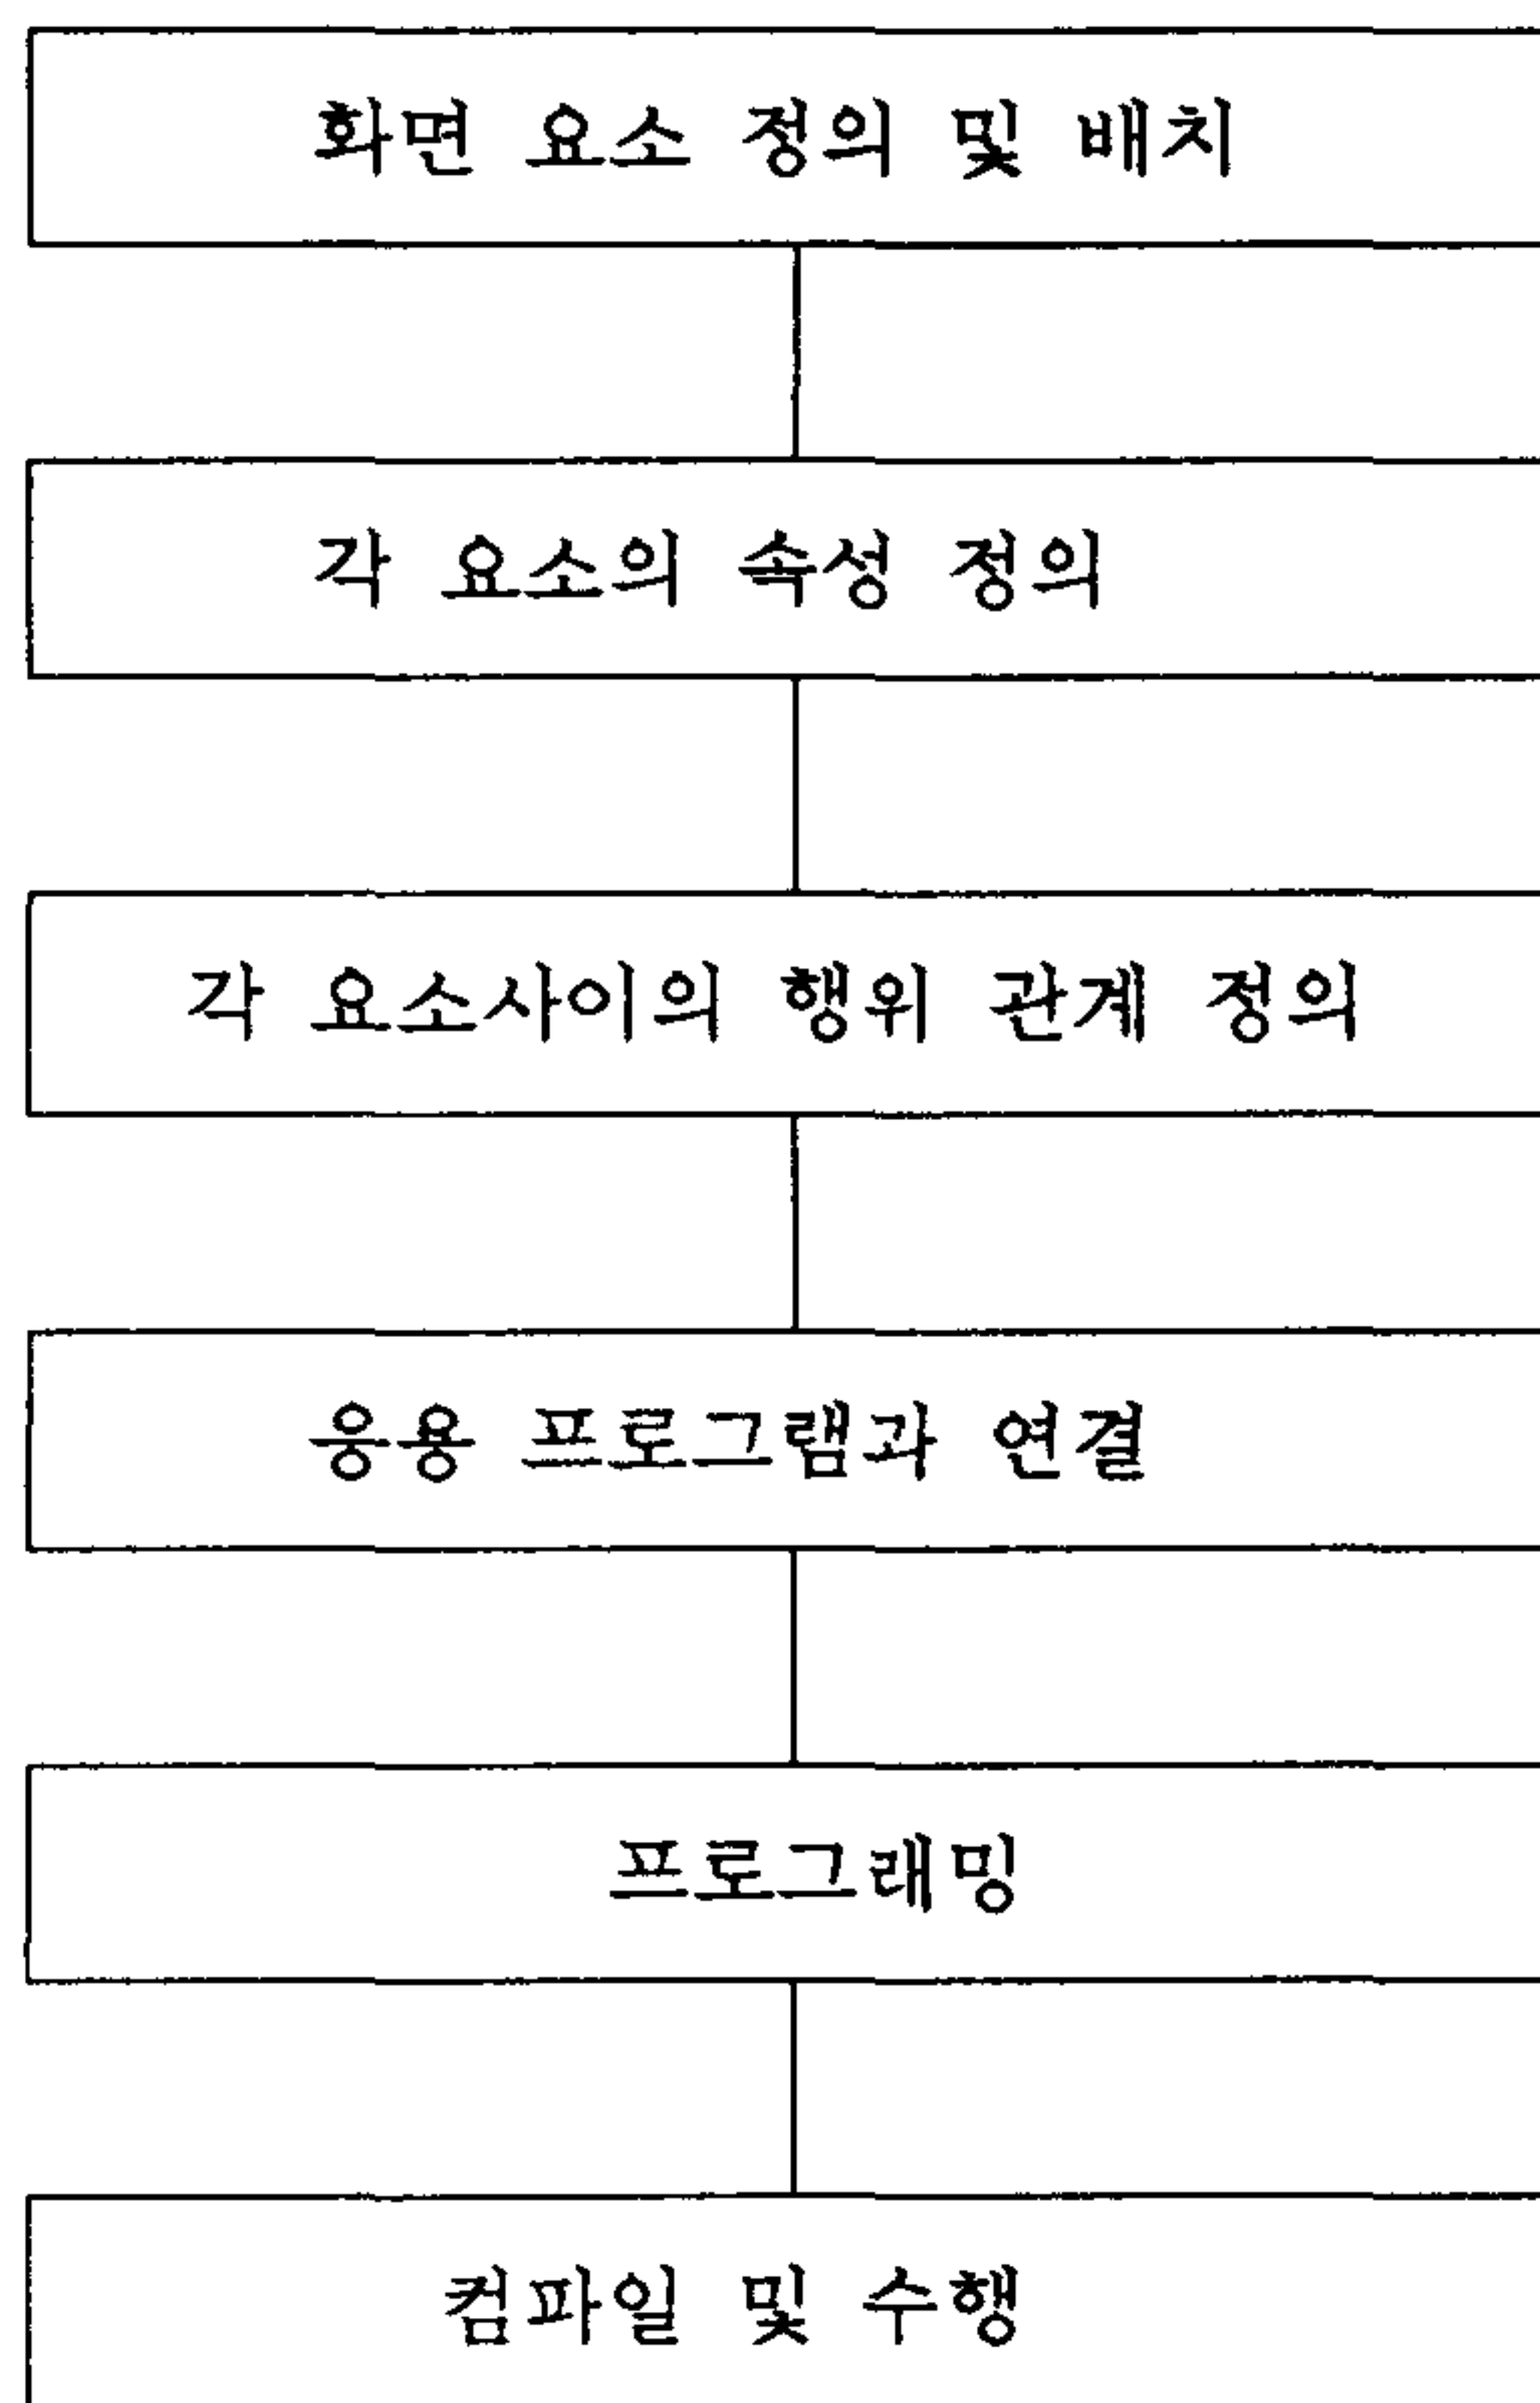 화면 요소 정의 및 배치
각 요소의 속성 정의
각 요소사이의 행위 관계 정의
응용 프로그램과 연결
프로그래밍
컴파일 및 수행